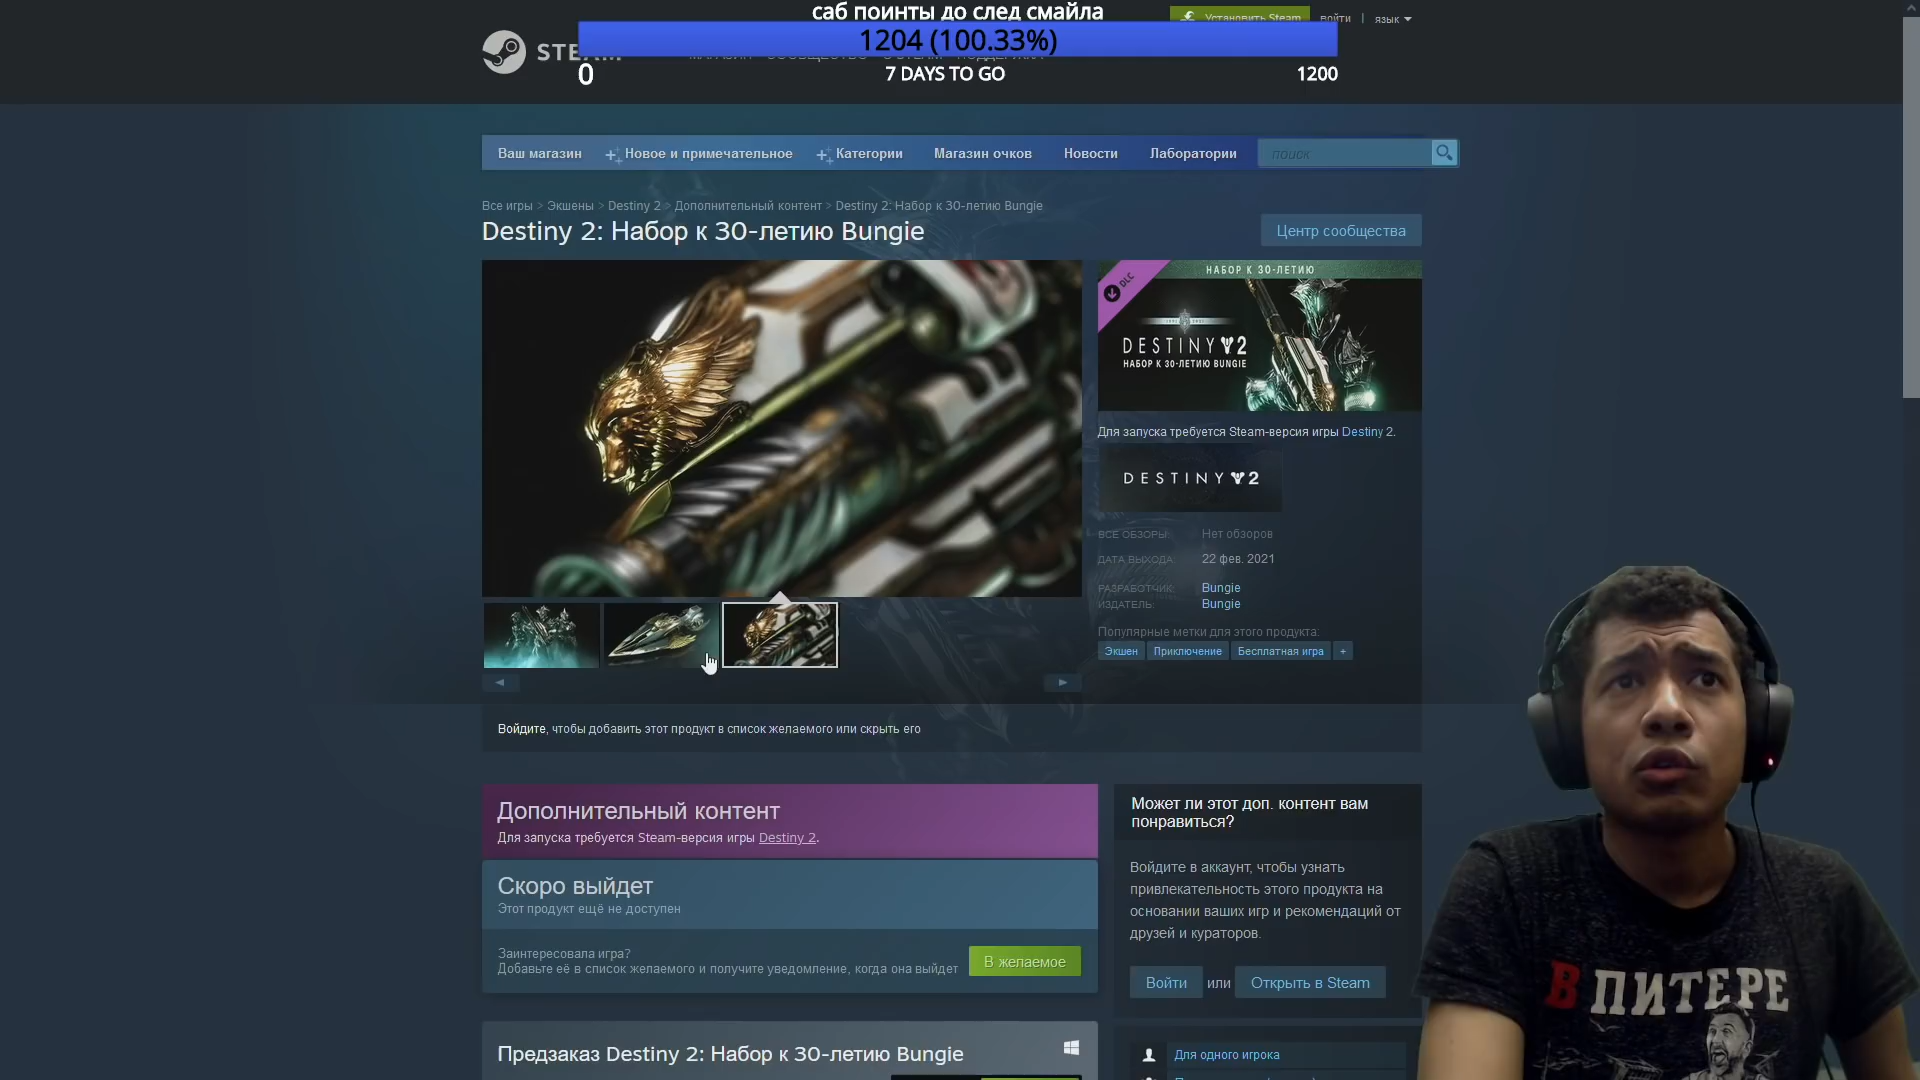 саб поинты до след смайла
1204 (100.33%)
0
7 DAYS TO GO
1200
Установить Steam
войти | язык
Ваш магазин
Новое и примечательное
Категории
Магазин очков
Новости
Лаборатории
поиск
Все игры > Экшены > Destiny 2 > Дополнительный контент > Destiny 2: Набор к 30-летию Bungie
Destiny 2: Набор к 30-летию Bungie
Центр сообщества
НАБОР К 30-ЛЕТИЮ
DLC
DESTINY 2
НАБОР К 30-ЛЕТИЮ BUNGIE
Для запуска требуется Steam-версия игры Destiny 2.
DESTINY 2
ВСЕ ОБЗОРЫ: Нет обзоров
ДАТА ВЫХОДА: 22 фев. 2021
РАЗРАБОТЧИК: Bungie
ИЗДАТЕЛЬ: Bungie
Популярные метки для этого продукта:
Экшен Приключение Бесплатная игра +
Войдите, чтобы добавить этот продукт в список желаемого или скрыть его
Дополнительный контент
Для запуска требуется Steam-версия игры Destiny 2.
Скоро выйдет
Этот продукт ещё не доступен
Заинтересовала игра?
Добавьте её в список желаемого и получите уведомление, когда она выйдет
В желаемое
Предзаказ Destiny 2: Набор к 30-летию Bungie
Может ли этот доп. контент вам
понравиться?
Войдите в аккаунт, чтобы узнать
привлекательность этого продукта на
основании ваших игр и рекомендаций от
друзей и кураторов.
Войти или Открыть в Steam
Для одного игрока
В ПИТЕРЕ